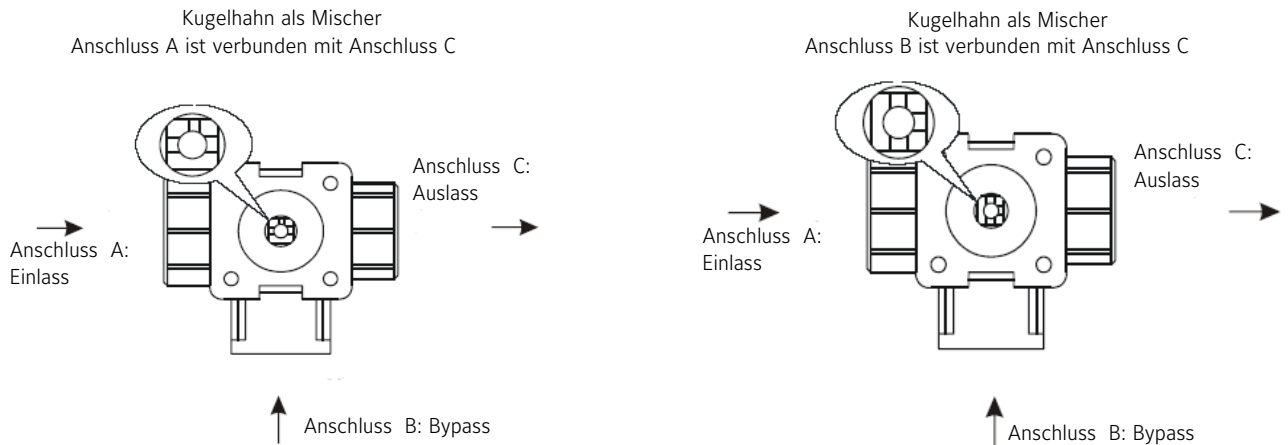 Kugelhahn als Mischer
Anschluss A ist verbunden mit Anschluss C
Anschluss C:
Auslass
Anschluss A:
Einlass
Anschluss B: Bypass
Kugelhahn als Mischer
Anschluss B ist verbunden mit Anschluss C
Anschluss C:
Auslass
Anschluss A:
Einlass
Anschluss B: Bypass